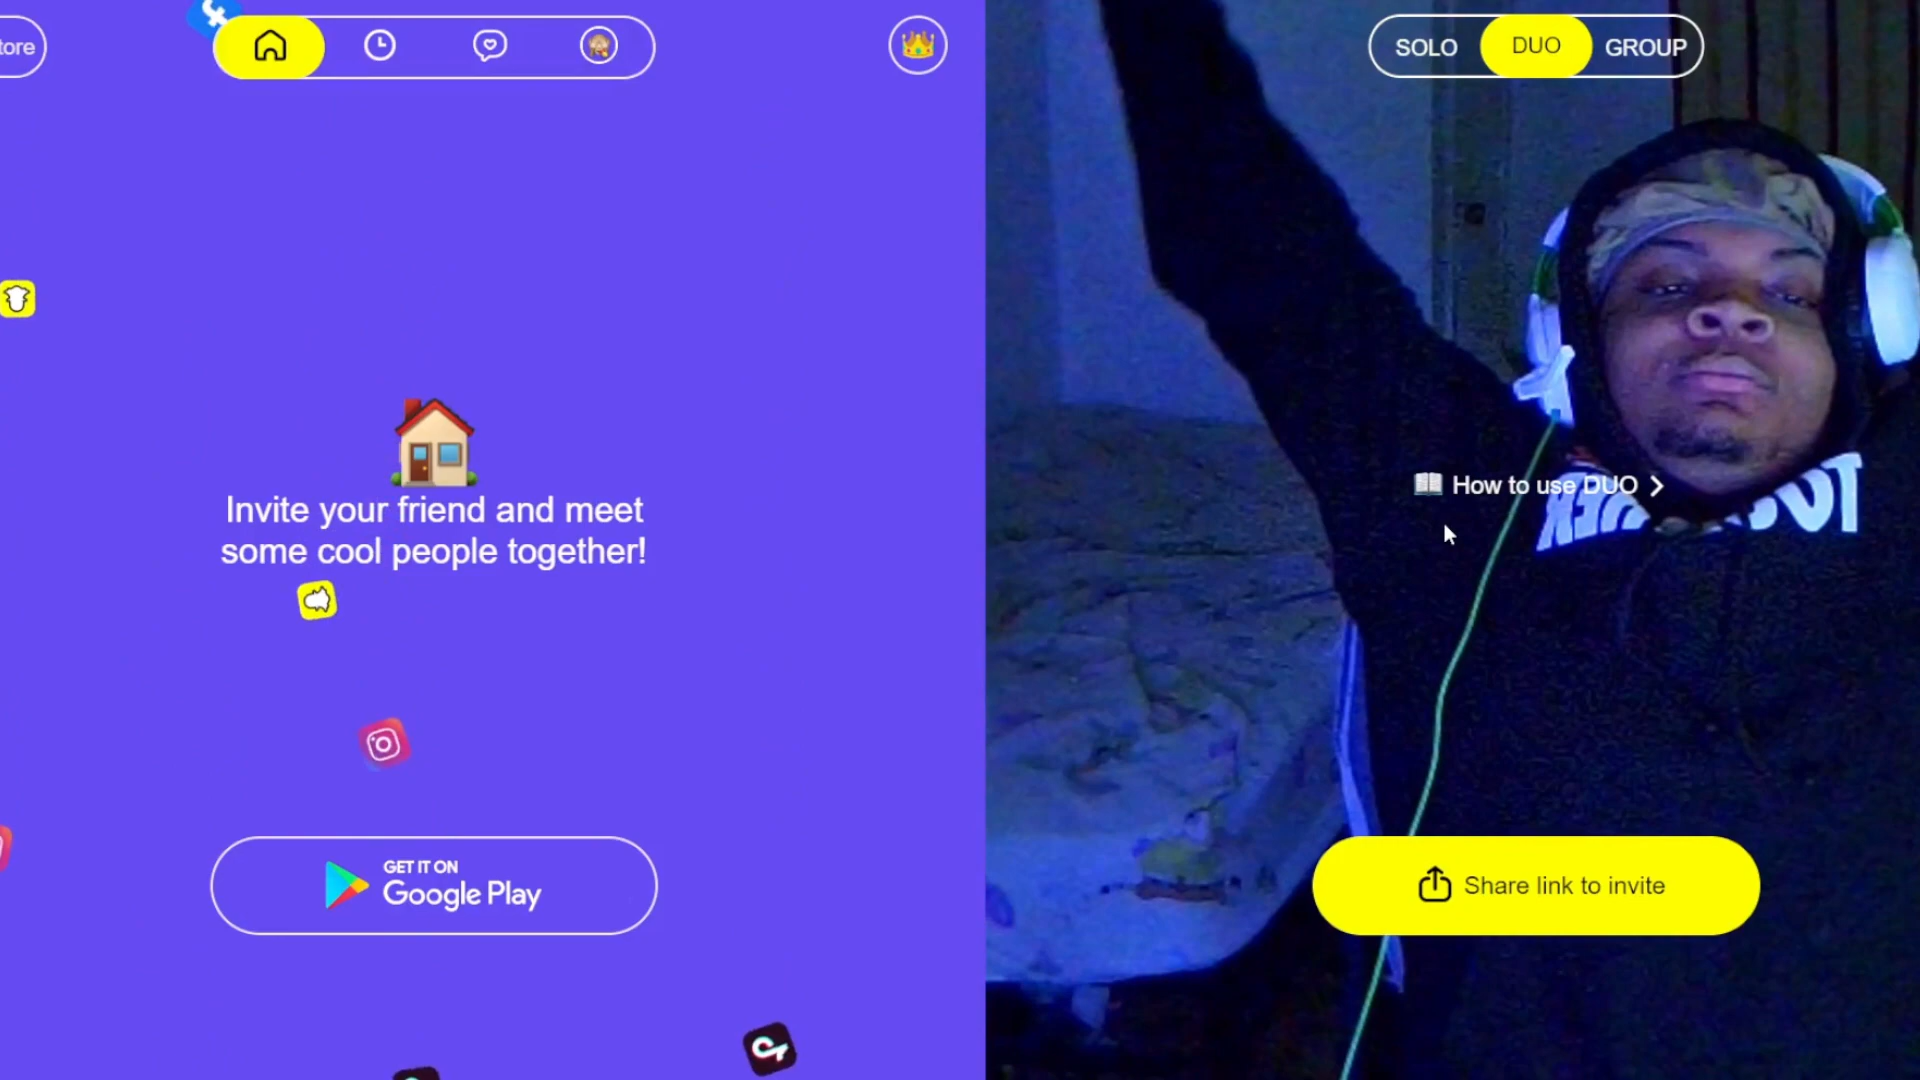 tore
SOLO
DUO
GROUP
Invite your friend and meet
some cool people together!
How to use DUO
GET IT ON
Google Play
Share link to invite